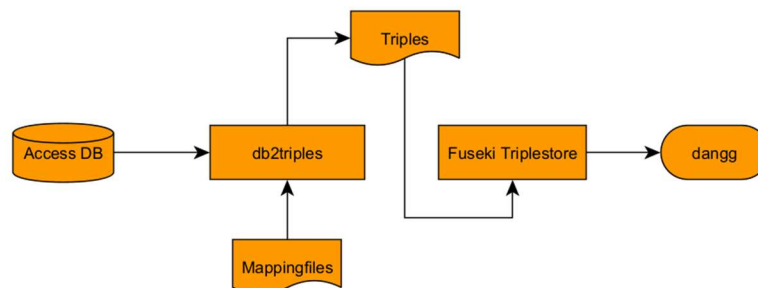 Triples
Access DB
db2triples
Fuseki Triplestore
dangg
Mappingfiles